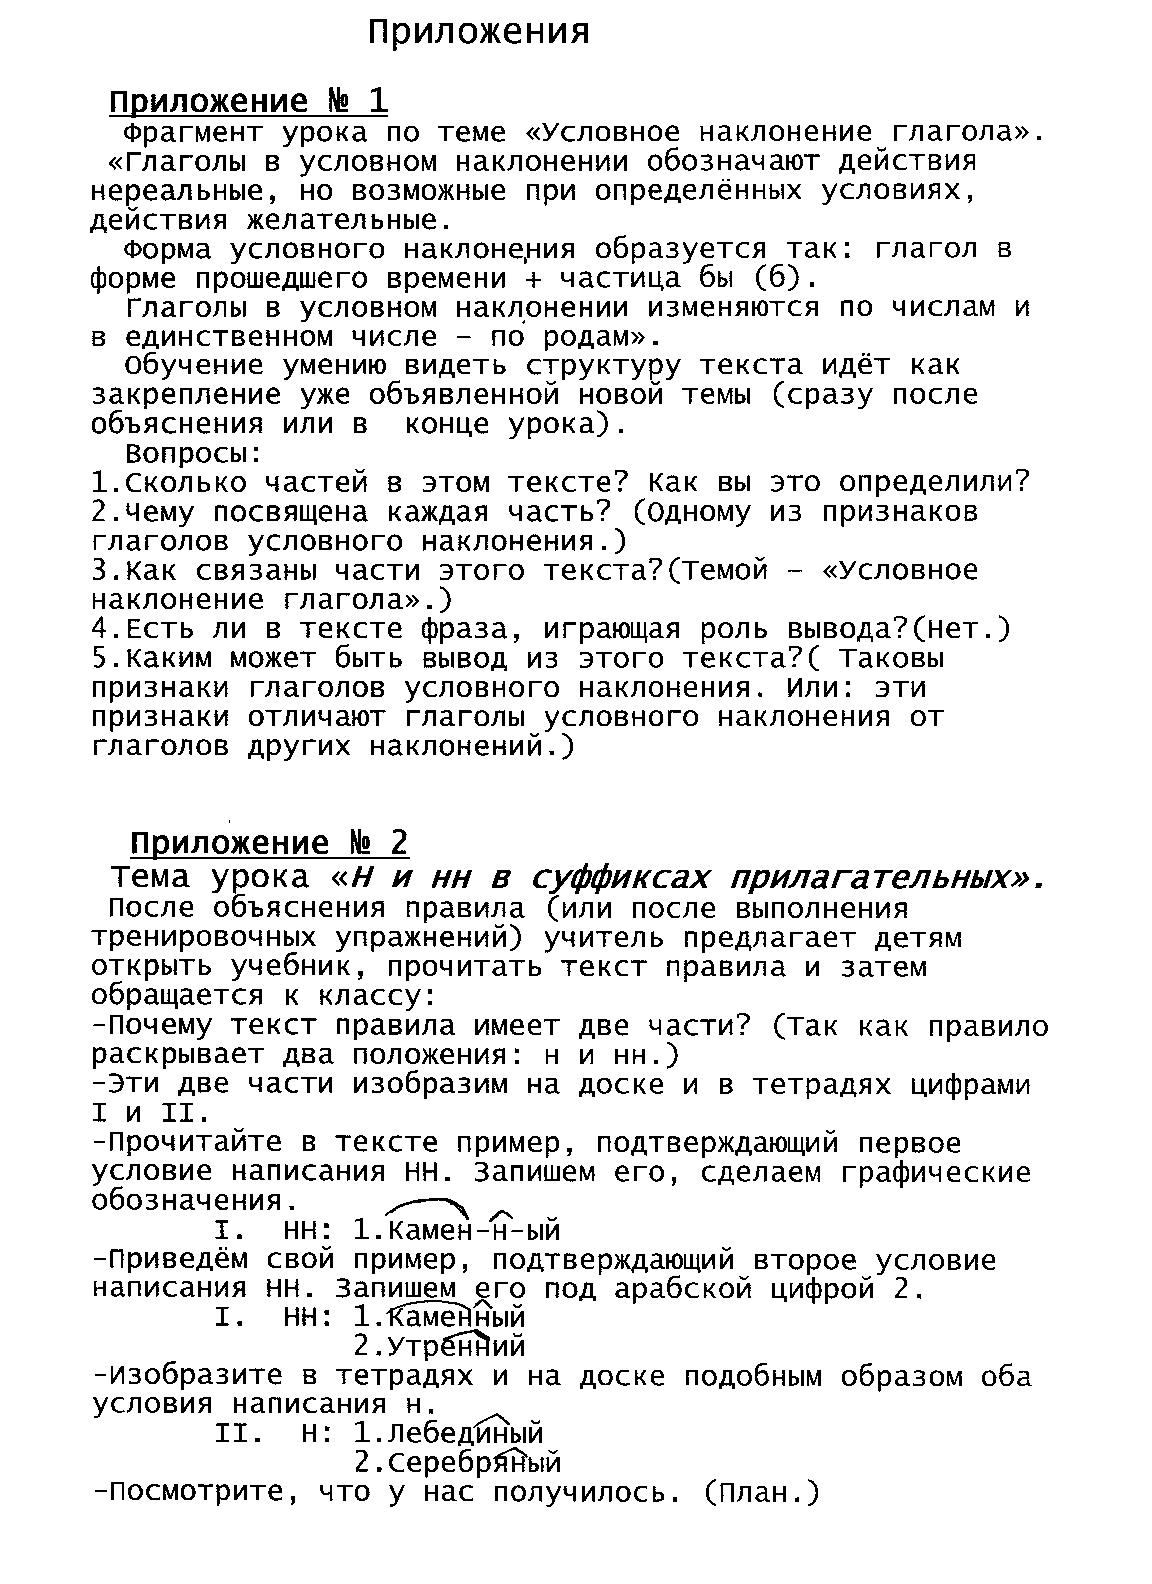 Приложения
Приложение № 1
Фрагмент урока по теме «Условное наклонение глагола».
«Глаголы в условном наклонении обозначают действия
нереальные, но возможные при определённых условиях,
действия желательные.
Форма условного наклонения образуется так: глагол в
форме прошедшего времени + частица бы (б).
Глаголы в условном наклонении изменяются по числам и
в единственном числе – по родам».
Обучение умению видеть структуру текста идёт как
закрепление уже объявленной новой темы (сразу после
объяснения или в  конце урока).
Вопросы:
1.Сколько частей в этом тексте? Как вы это определили?
2.Чему посвящена каждая часть? (Одному из признаков
глаголов условного наклонения.)
3.Как связаны части этого текста?(Темой – «Условное
наклонение глагола».)
4.Есть ли в тексте фраза, играющая роль вывода?(Нет.)
5.Каким может быть вывод из этого текста?( Таковы
признаки глаголов условного наклонения. Или: эти
признаки отличают глаголы условного наклонения от
глаголов других наклонений.)
Приложение № 2
Тема урока «Н и нн в суффиксах прилагательных».
После объяснения правила (или после выполнения
тренировочных упражнений) учитель предлагает детям
открыть учебник, прочитать текст правила и затем
обращается к классу:
–Почему текст правила имеет две части? (Так как правило
раскрывает два положения: н и нн.)
–Эти две части изобразим на доске и в тетрадях цифрами
I и II.
–Прочитайте в тексте пример, подтверждающий первое
условие написания НН. Запишем его, сделаем графические
обозначения.
I.  НН: 1.Камен–н–ый
–Приведём свой пример, подтверждающий второе условие
написания НН. Запишем его под арабской цифрой 2.
I.  НН: 1.Каменный
2.Утренний
–Изобразите в тетрадях и на доске подобным образом оба
условия написания н.
II.  Н: 1.Лебединый
2.Серебряный
–Посмотрите, что у нас получилось. (План.)